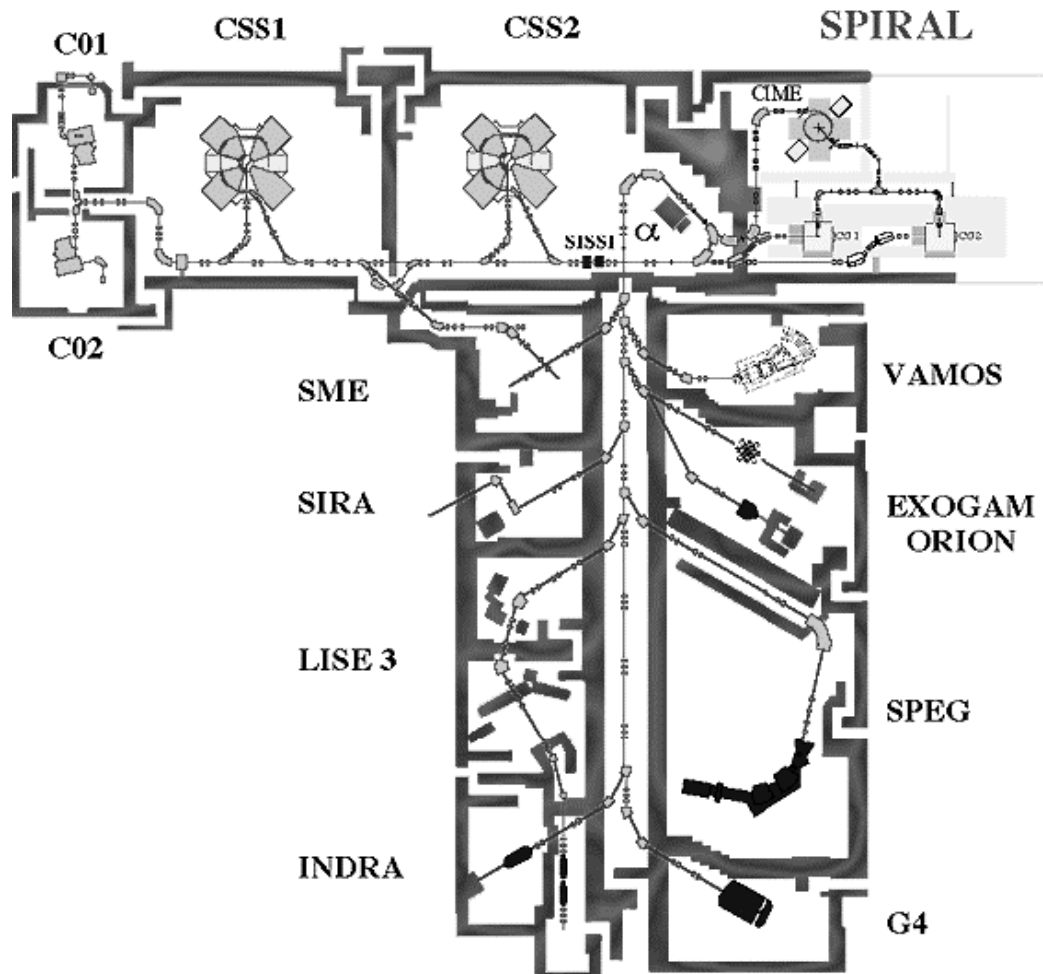 CSS1
CSS2
SPIRAL
C01
CIME
α
SISSI
C02
SME
VAMOS
SIRA
EXOGAM
ORION
LISE 3
SPEG
INDRA
G4